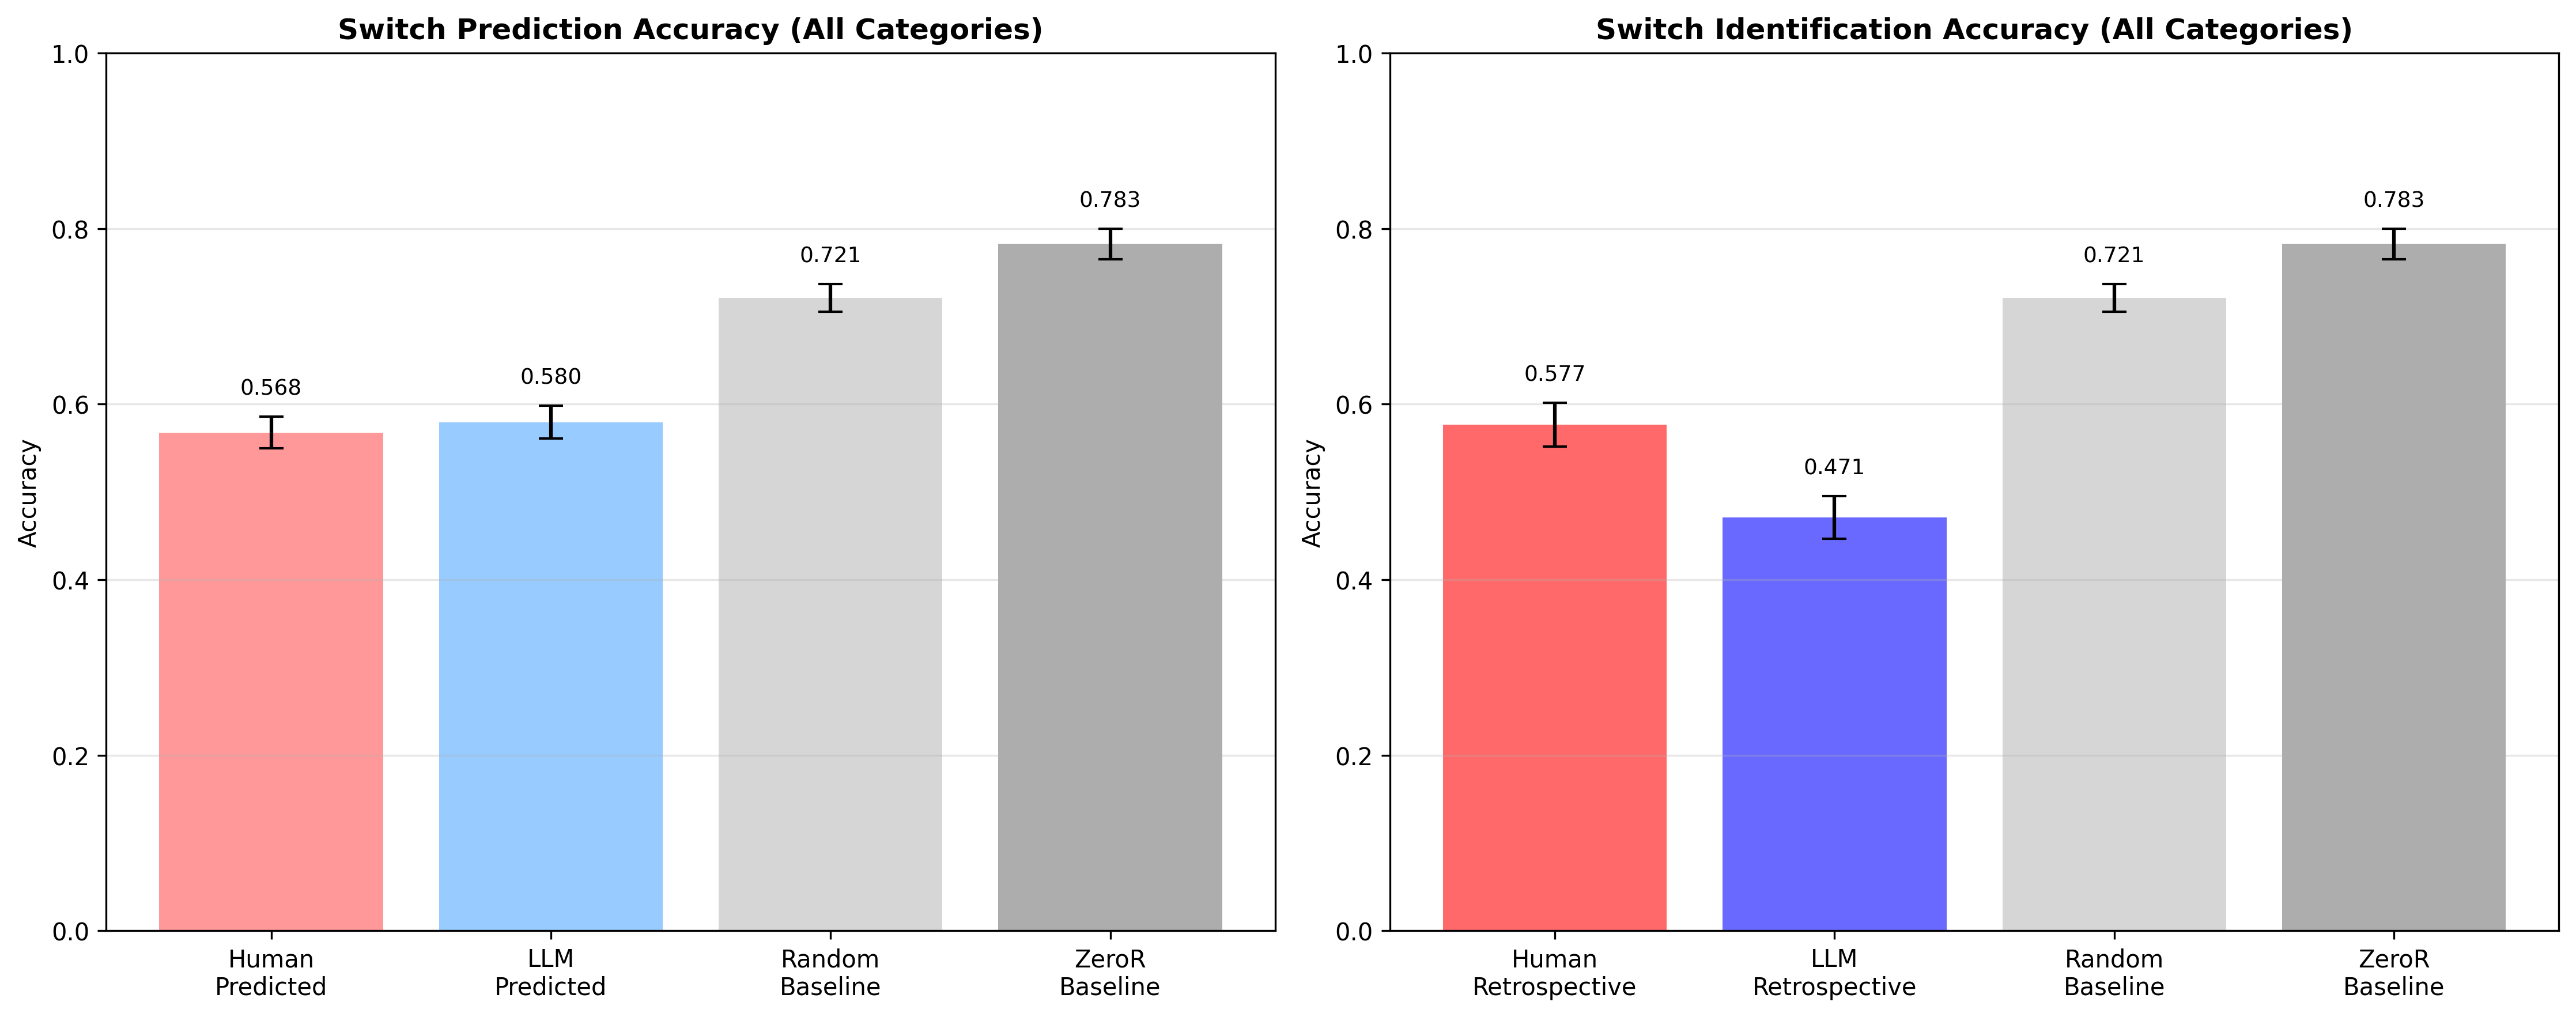 Switch Prediction Accuracy (All Categories)
Accuracy
1.0
0.8
0.6
0.4
0.2
0.0
0.568
0.580
0.721
0.783
Human
Predicted
LLM
Predicted
Random
Baseline
ZeroR
Baseline
Switch Identification Accuracy (All Categories)
Accuracy
1.0
0.8
0.6
0.4
0.2
0.0
0.577
0.471
0.721
0.783
Human
Retrospective
LLM
Retrospective
Random
Baseline
ZeroR
Baseline